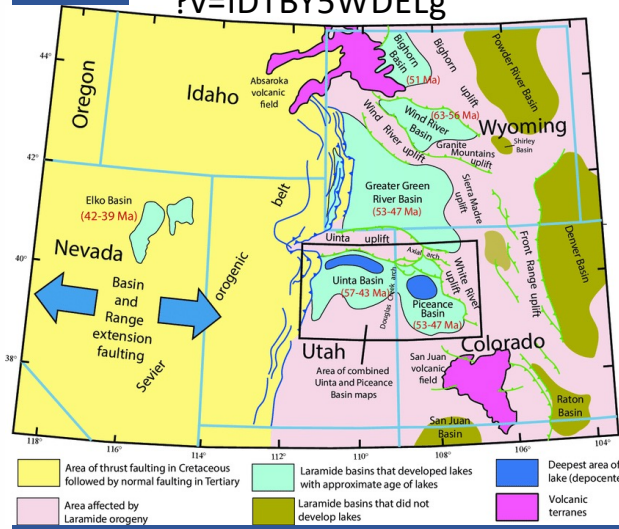 ?v=iDTBY5WDELg
44°
42°
40°
38°
118°
116°
114°
112°
110°
108°
106°
104°
Oregon
Idaho
Absaroka
volcanic
field
Bighorn
Basin
(51 Ma)
Bighorn
uplift
Powder River Basin
Wind River
Basin
(63-56 Ma)
Wyoming
Shirley
Basin
Wind River uplift
Granite
Mountains
uplift
Greater Green
River Basin
(53-47 Ma)
Sierra Madre
uplift
Elko Basin
(42-39 Ma)
Nevada
Basin
and
Range
extension
faulting
Sevier
orogenic
belt
Uinta uplift
Axial arch
Uinta Basin
(57-43 Ma)
Douglas Creek arch
White River
uplift
Piceance
Basin
(53-47 Ma)
Front Range uplift
Denver Basin
Utah
Area of combined
Uinta and Piceance
Basin maps
Colorado
San Juan
volcanic
field
San Juan
Basin
Raton
Basin
Area of thrust faulting in Cretaceous
followed by normal faulting in Tertiary
Laramide basins that developed lakes
with approximate age of lakes
Deepest area of
lake (depocente
Area affected by
Laramide orogeny
Laramide basins that did not
develop lakes
Volcanic
terranes